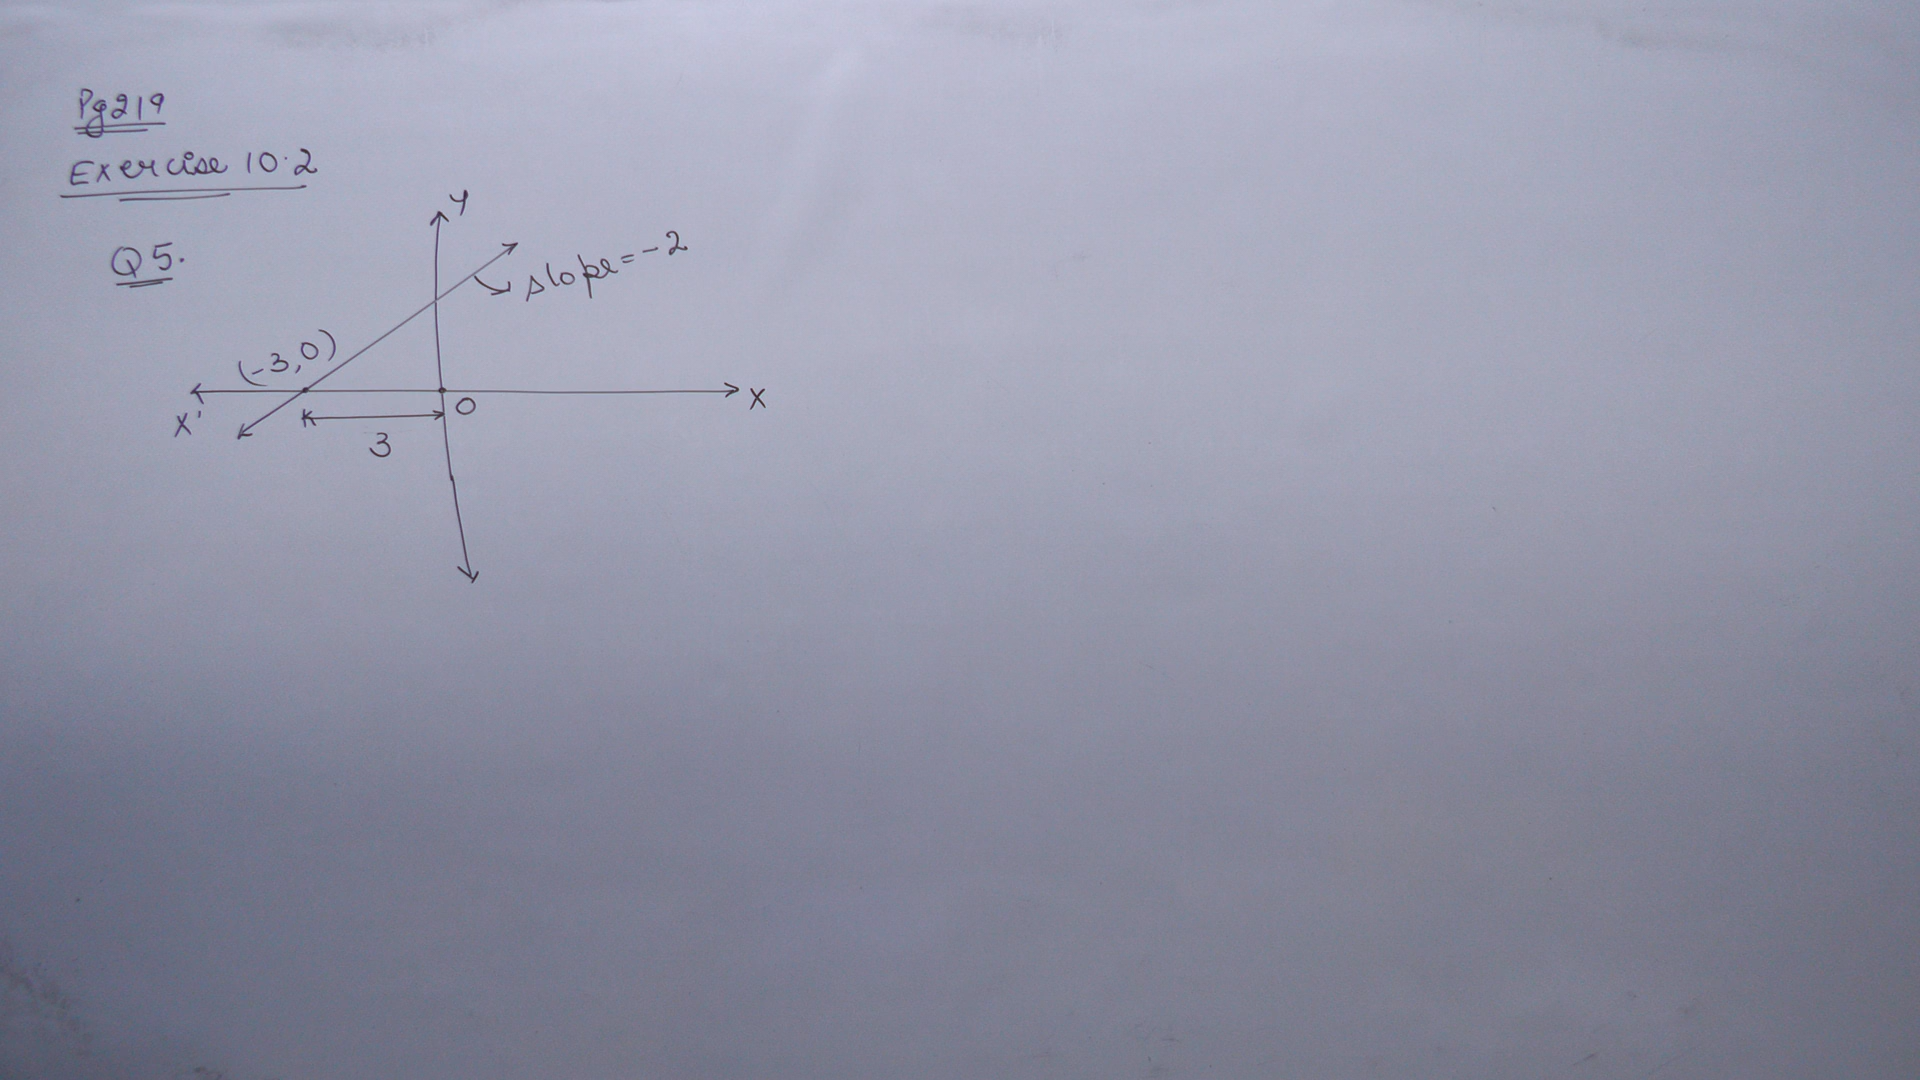 Pg219
Exercise 10.2
Y
Q5.
slope=-2
(-3,0)
X'
O
X
3